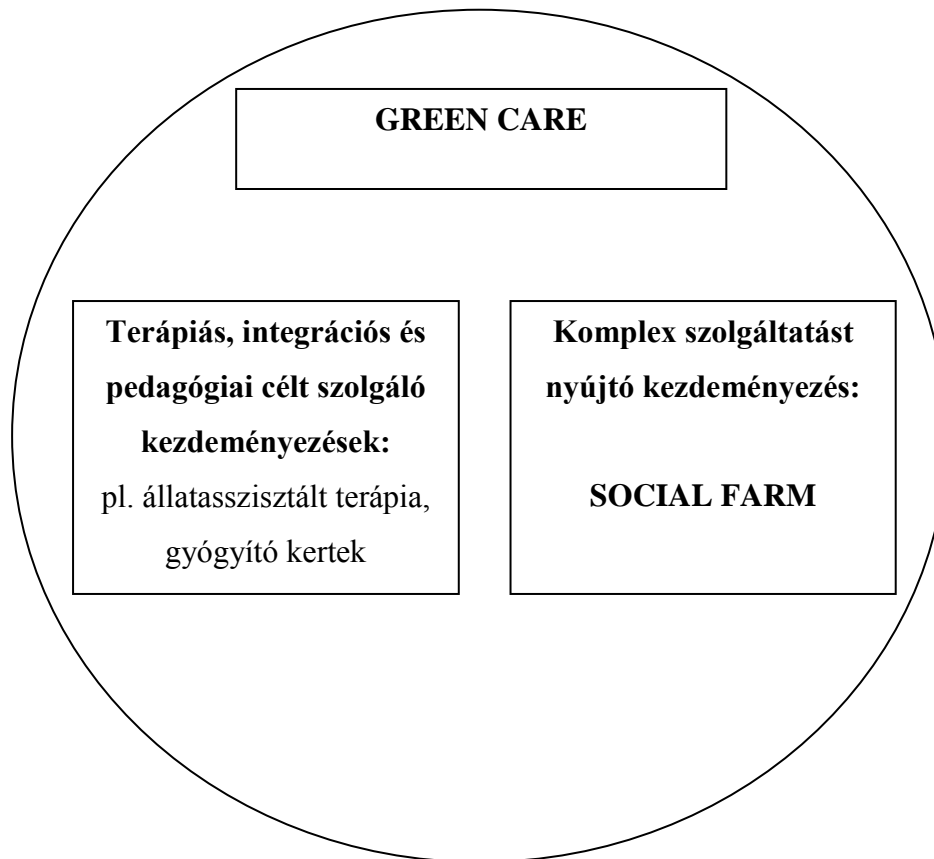 GREEN CARE
Terápiás, integrációs és
pedagógiai célt szolgáló
kezdeményezések:
pl. állatasszisztált terápia,
gyógyító kertek
Komplex szolgáltatást
nyújtó kezdeményezés:
SOCIAL FARM